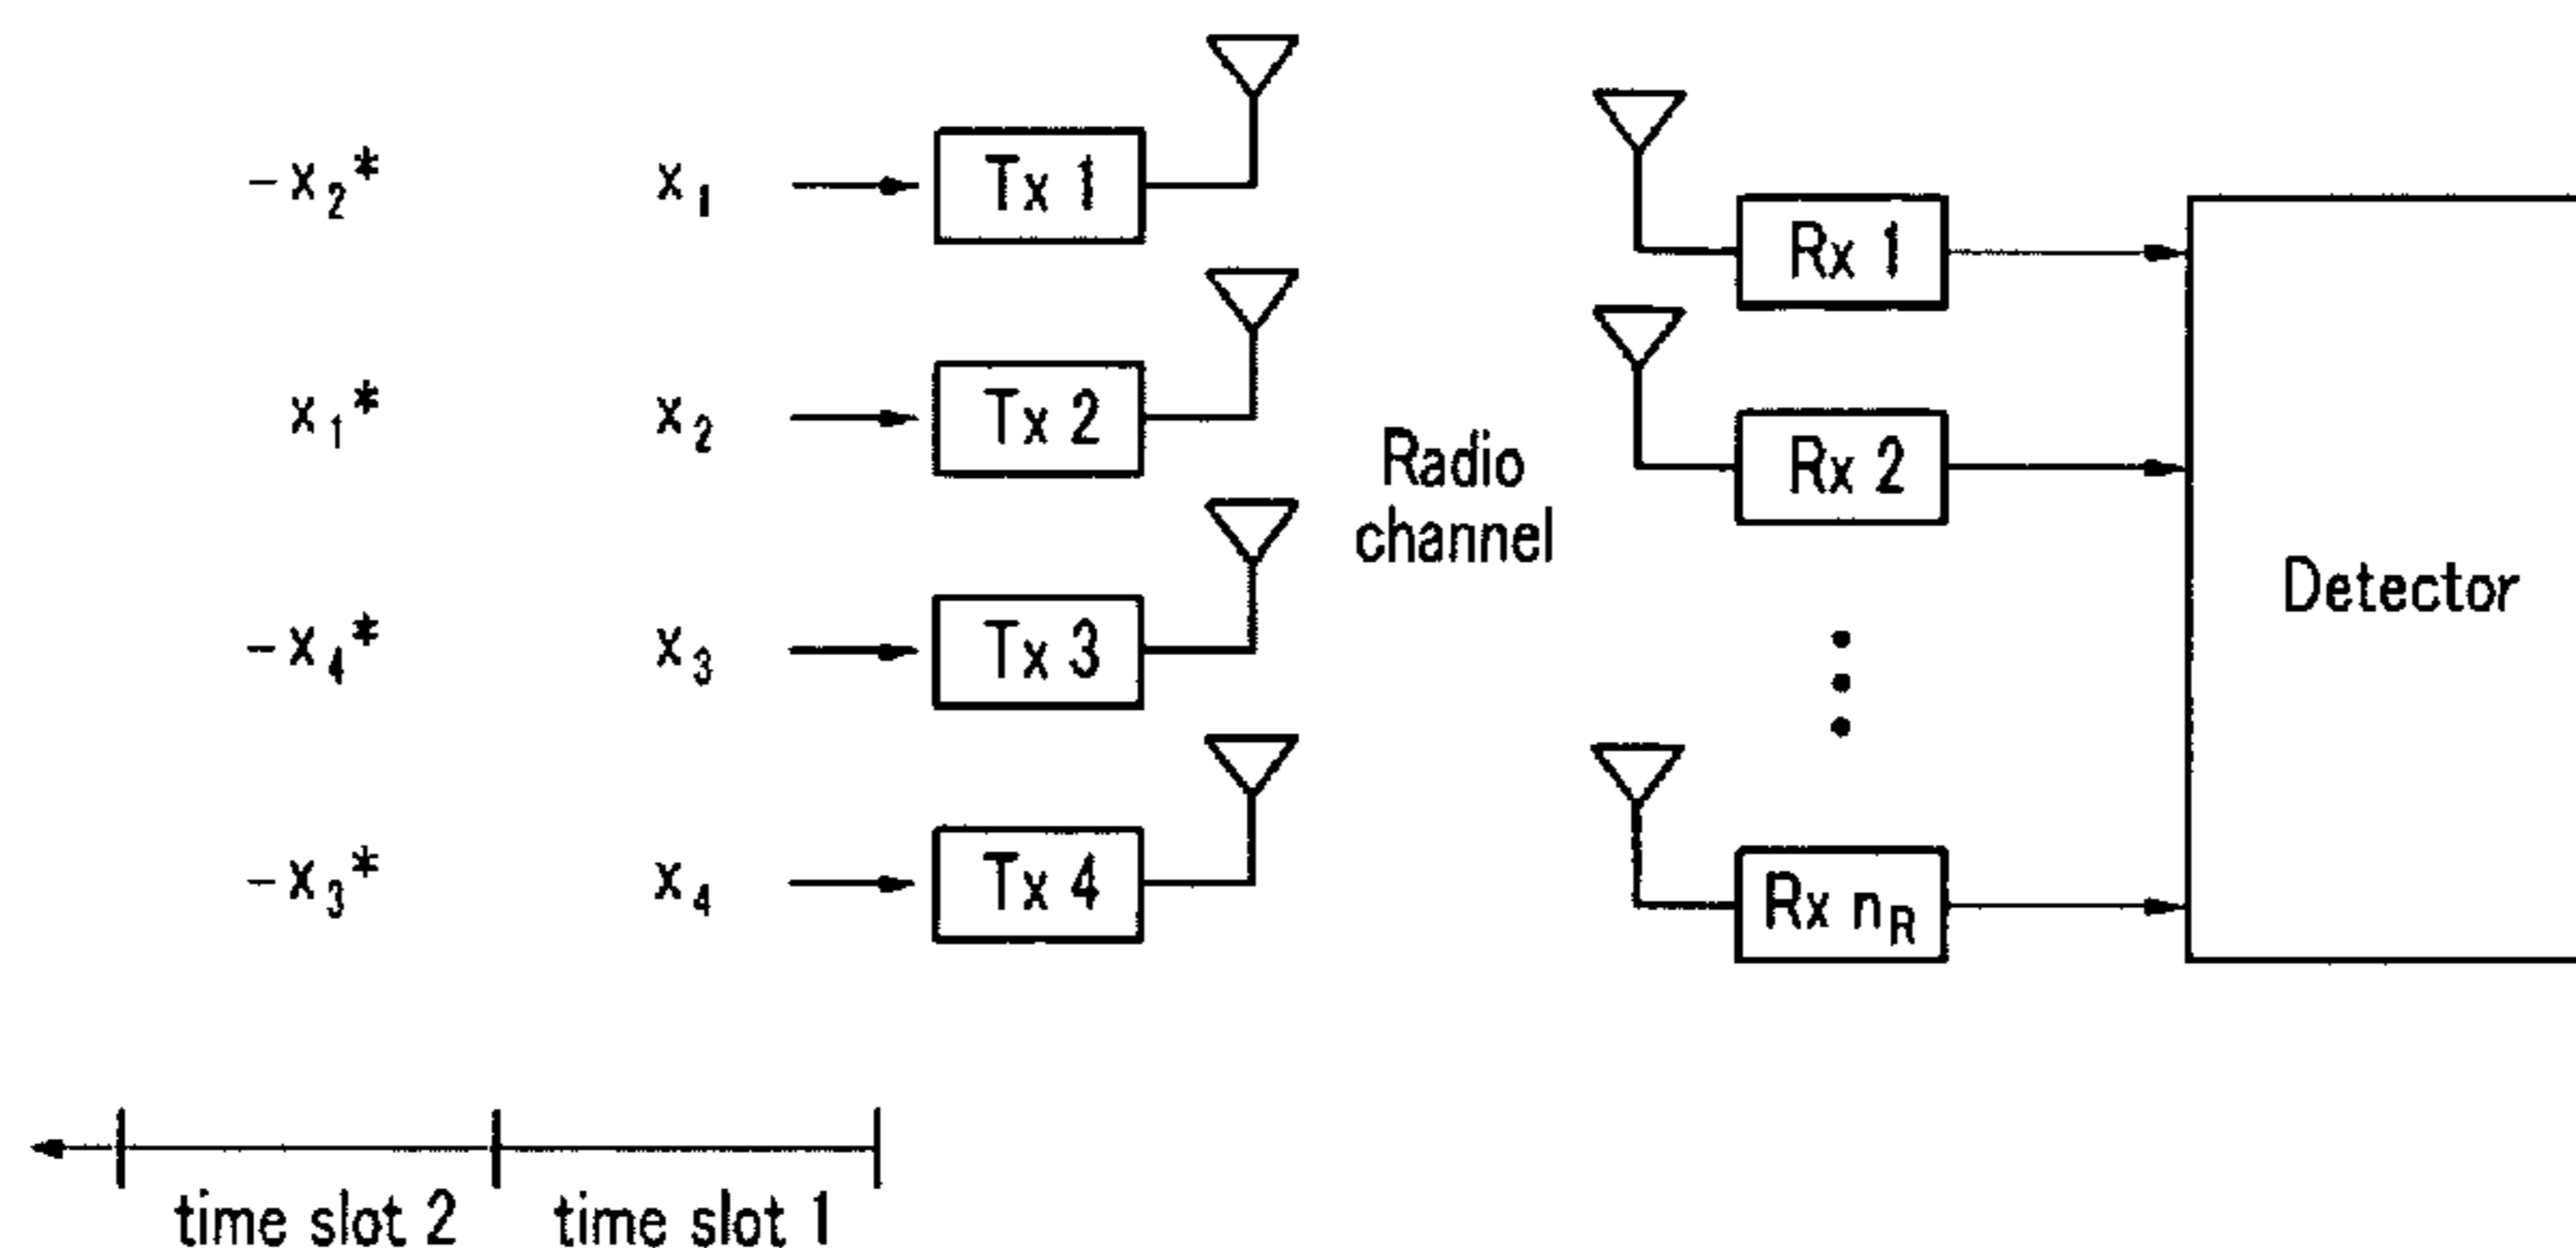 -x₂* x₁ Tx 1
x₁* x₂ Tx 2
-x₄* x₃ Tx 3
-x₃* x₄ Tx 4
Radio
channel
Rx 1
Rx 2
Rx n_R
Detector
time slot 2 time slot 1